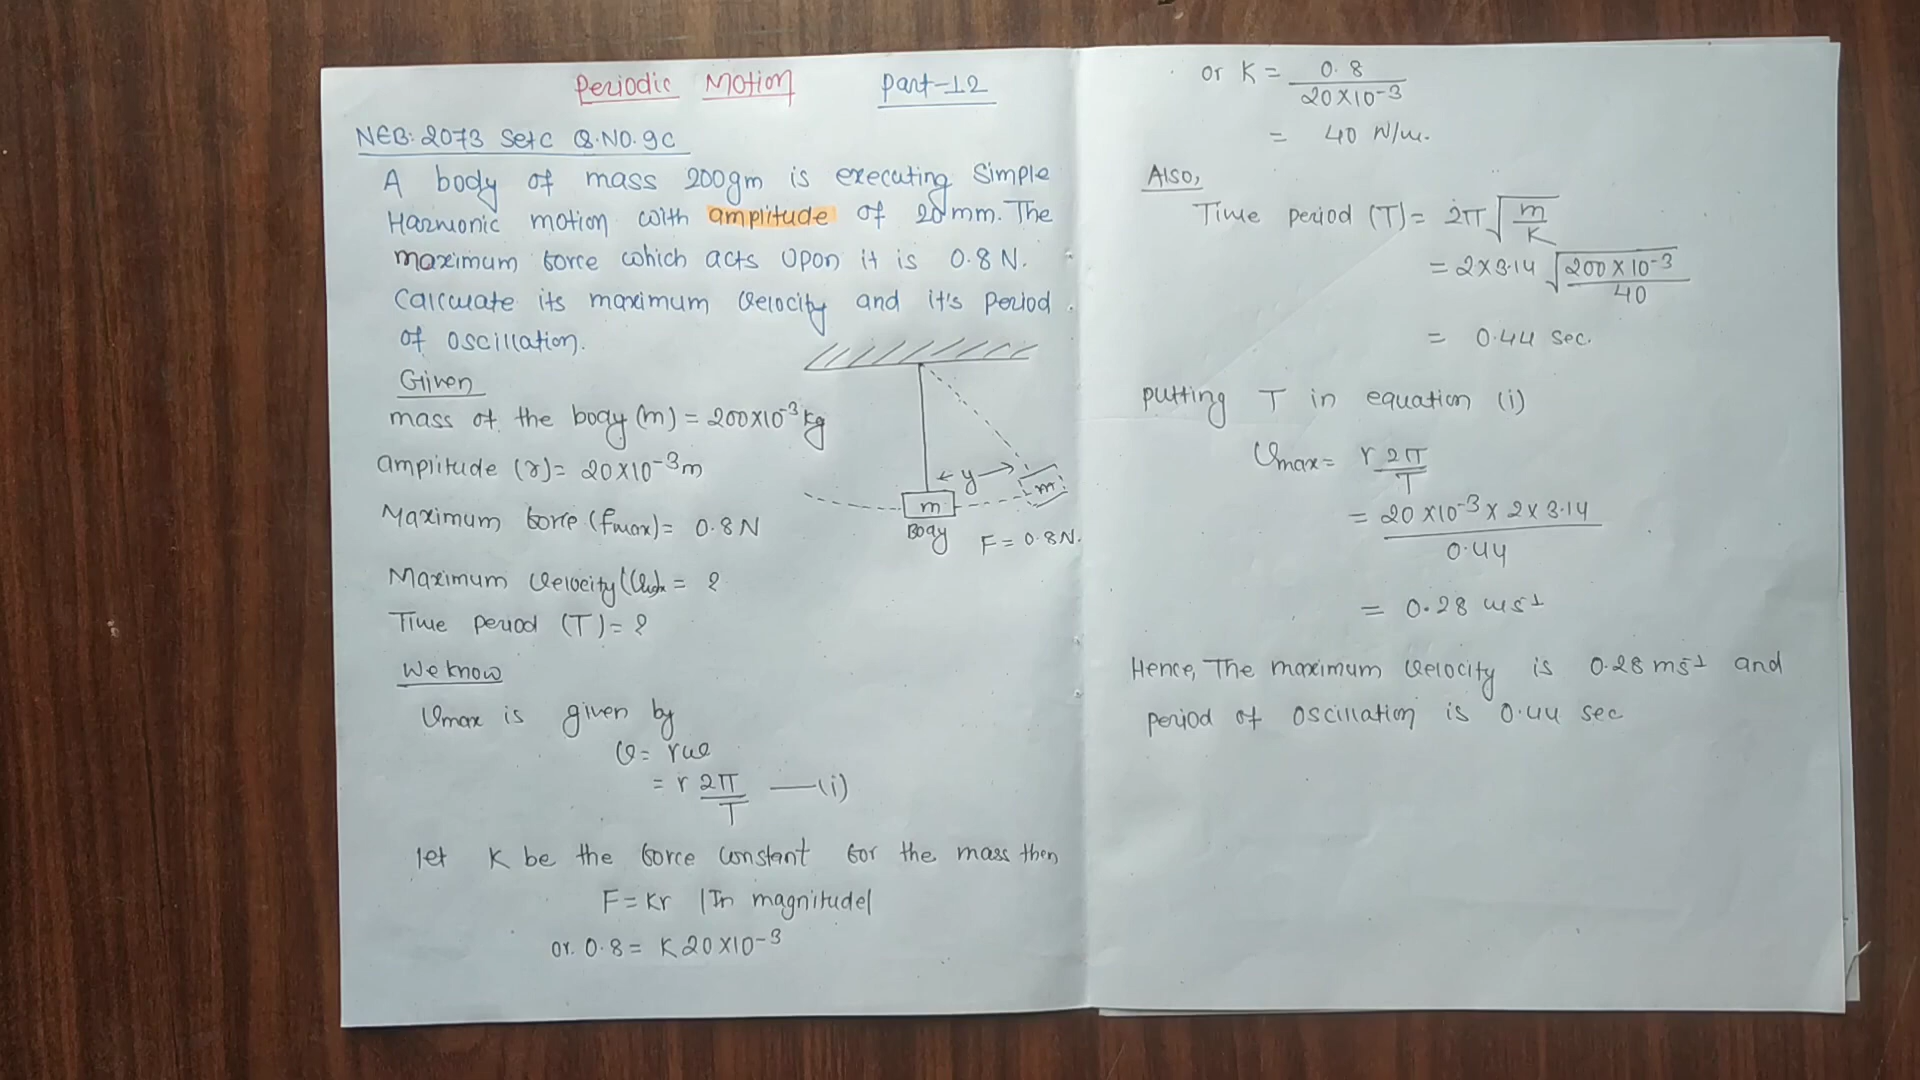 Periodic Motion Part-12
NEB: 2073 Set C Q.NO. 9C
A body of mass 200gm is executing Simple
Harmonic motion with amplitude of 20 mm. The
maximum force which acts upon it is 0.8 N.
Calculate its maximum velocity and it's Period
of oscillation.
Given
mass of the body (m) = 200×10⁻³ kg
amplitude (r) = 20×10⁻³ m
Maximum force (fmax) = 0.8 N
Maximum velocity = ?
Time period (T) = ?
m
y
m
Body
F = 0.8 N.
We know
Vmax is given by
v = rω
= r 2π/T —(i)
let K be the force constant for the mass then
F = Kr |In magnitude|
or. 0.8 = K 20×10⁻³
or K = 0.8 / 20×10⁻³
= 40 N/m.
Also,
Time period (T) = 2π √(m/K)
= 2×3.14 √(200×10⁻³/40)
= 0.44 sec.
putting T in equation (i)
Vmax = r 2π/T
= 20×10⁻³ × 2 × 3.14 / 0.44
= 0.28 ms⁻¹
Hence, The maximum velocity is 0.28 ms⁻¹ and
period of oscillation is 0.44 sec